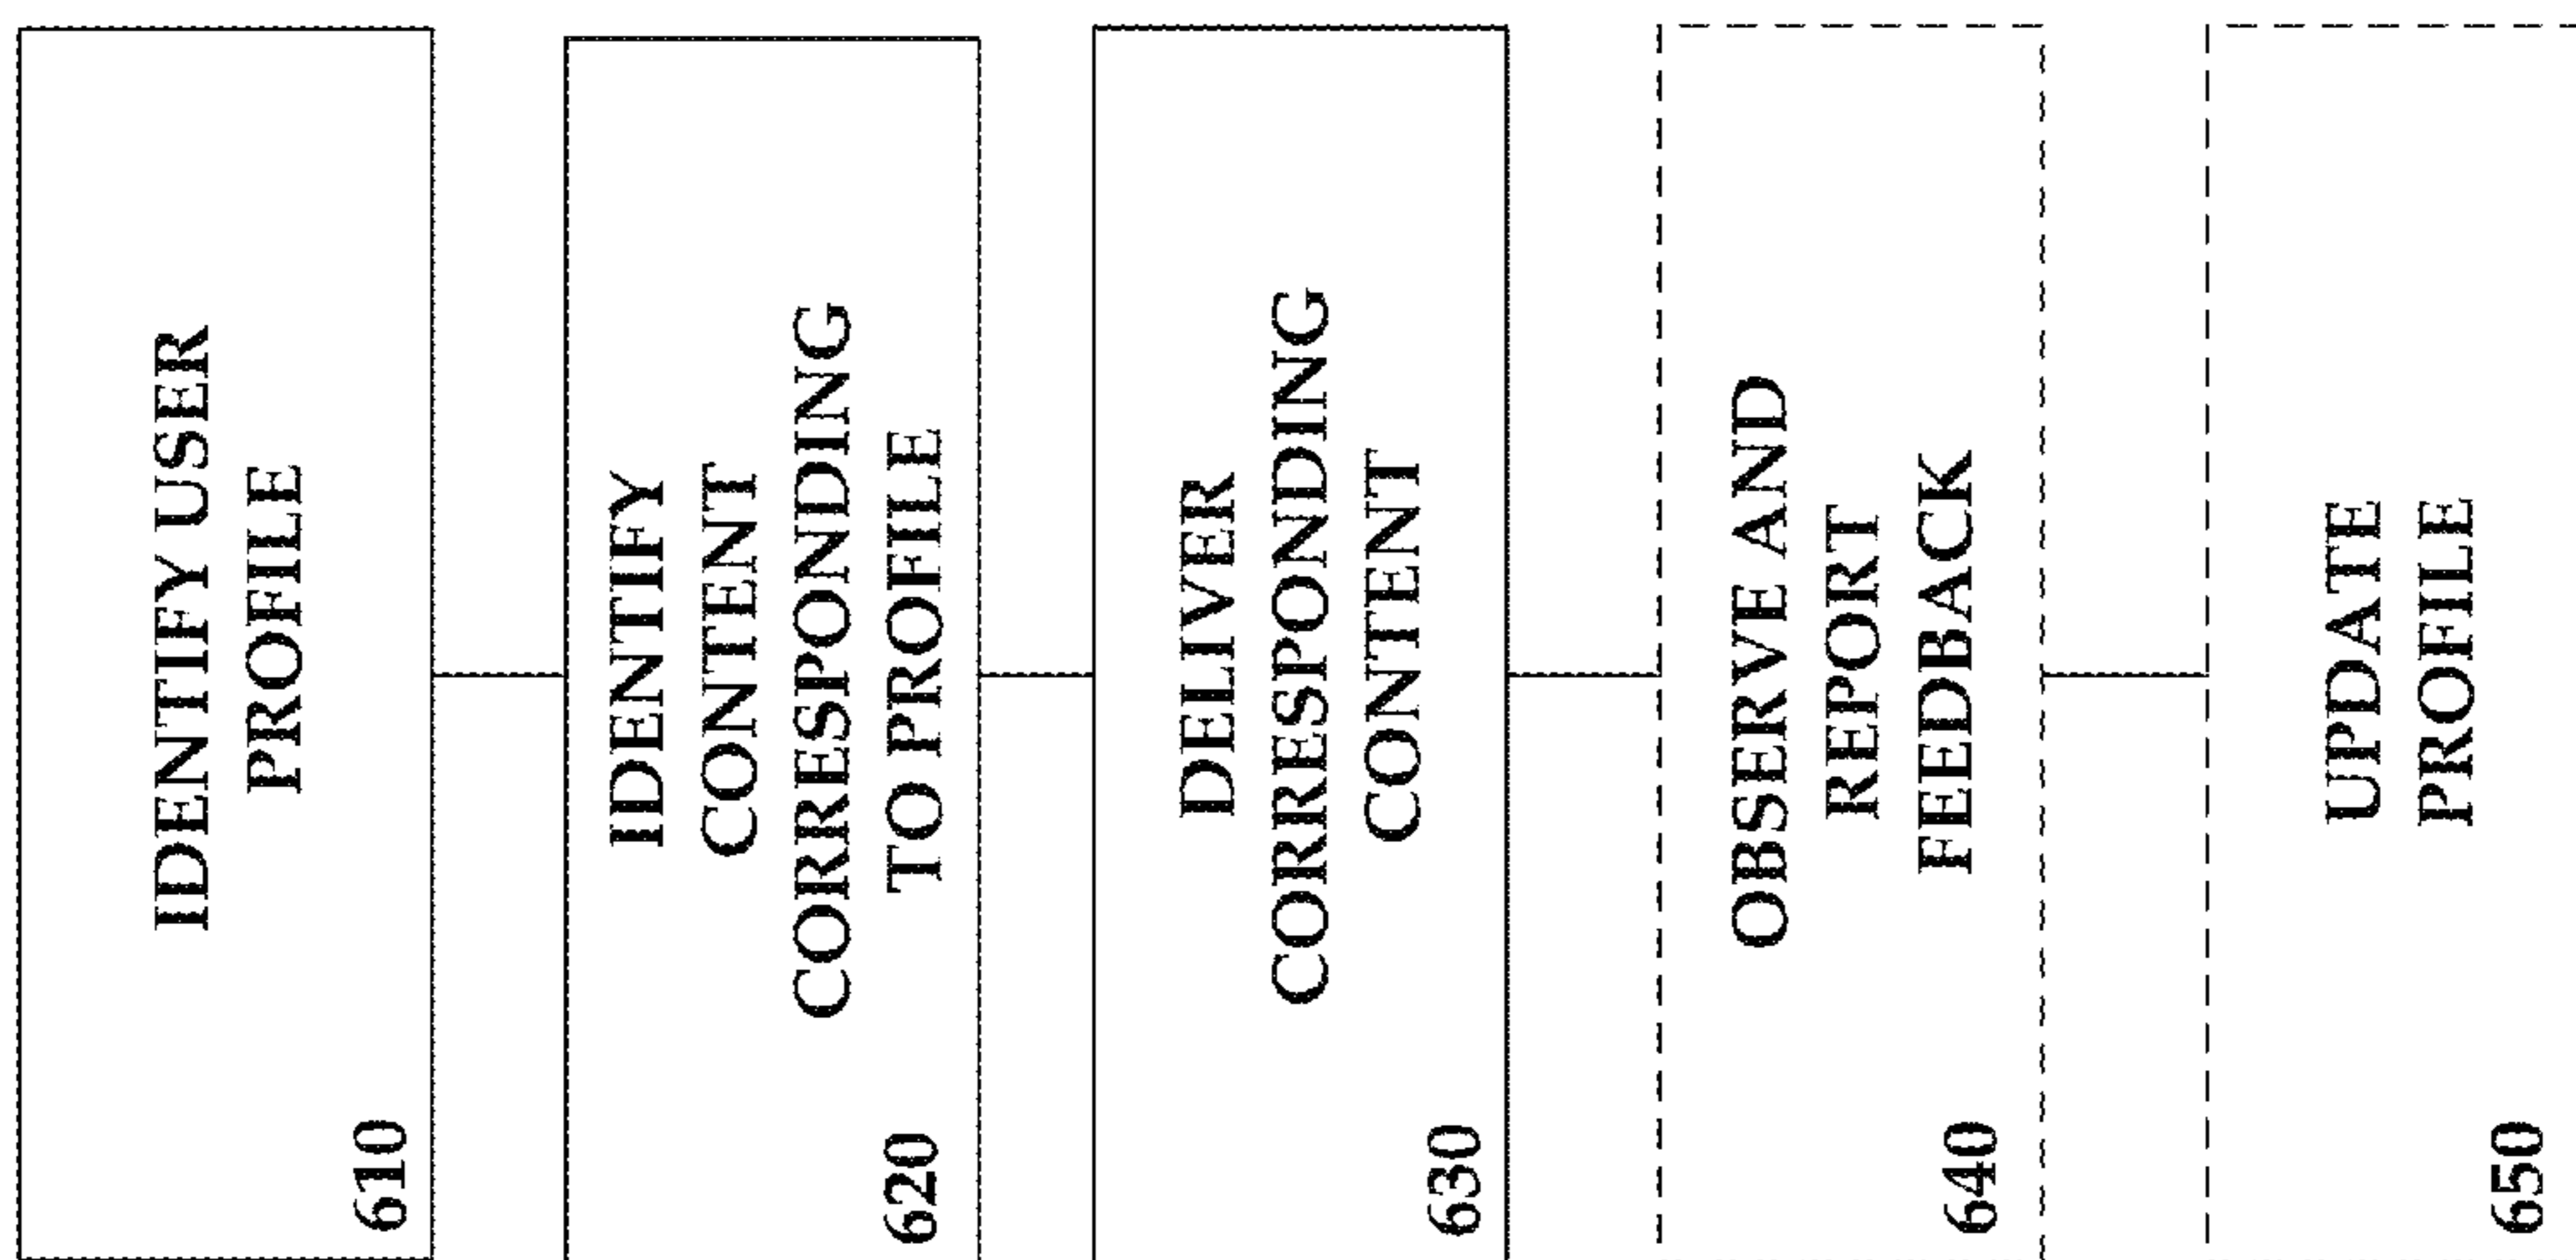 IDENTIFY USER
PROFILE
610
IDENTIFY
CONTENT
CORRESPONDING
TO PROFILE
620
DELIVER
CORRESPONDING
CONTENT
630
OBSERVE AND
REPORT
FEEDBACK
640
UPDATE
PROFILE
650